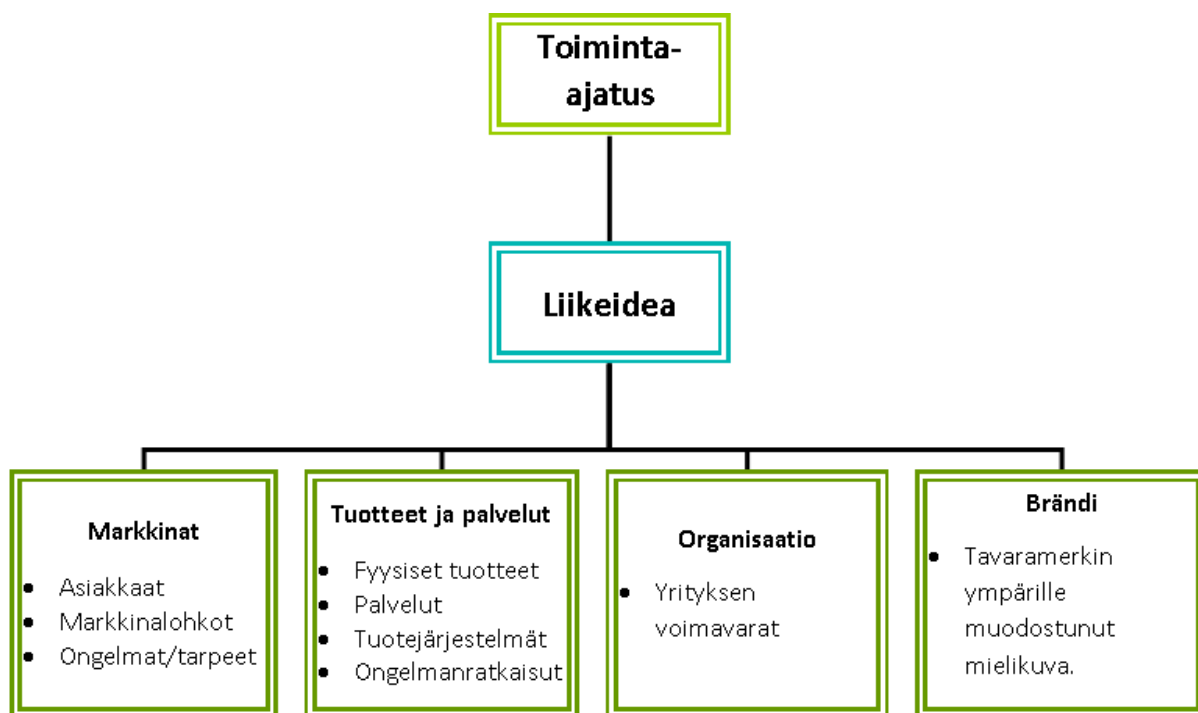 Toiminta-
ajatus
Liikeidea
Markkinat
• Asiakkaat
• Markkinalohkot
• Ongelmat/tarpeet
Tuotteet ja palvelut
• Fyysiset tuotteet
• Palvelut
• Tuotejärjestelmät
• Ongelmanratkaisut
Organisaatio
• Yrityksen
voimavarat
Brändi
• Tavaramerkin
ympärille
muodostunut
mielikuva.